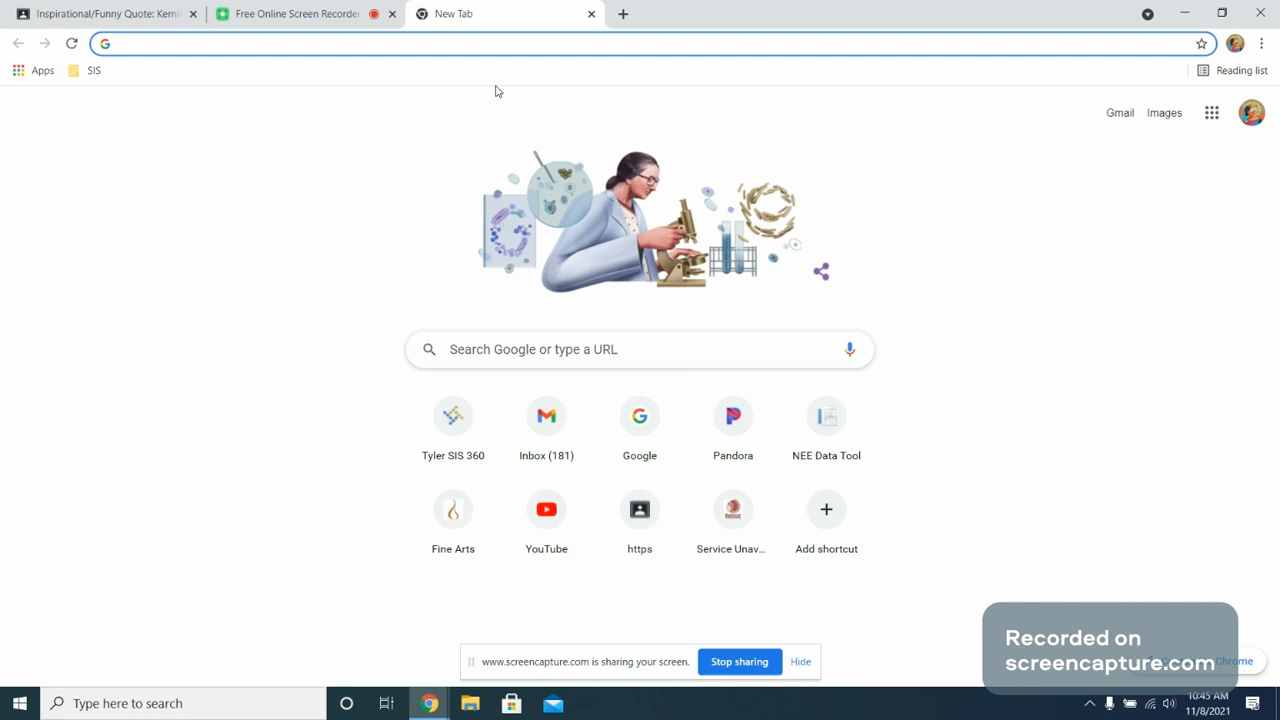 Inspirational/Funny Quote: Kerni
Free Online Screen Recorder
New Tab
Apps
SIS
Reading list
Gmail
Images
Search Google or type a URL
Tyler SIS 360
Inbox (181)
Google
Pandora
NEE Data Tool
Fine Arts
YouTube
https
Service Unav...
Add shortcut
www.screencapture.com is sharing your screen.
Stop sharing
Hide
Recorded on
screencapture.com
Type here to search
10:45 AM
11/8/2021